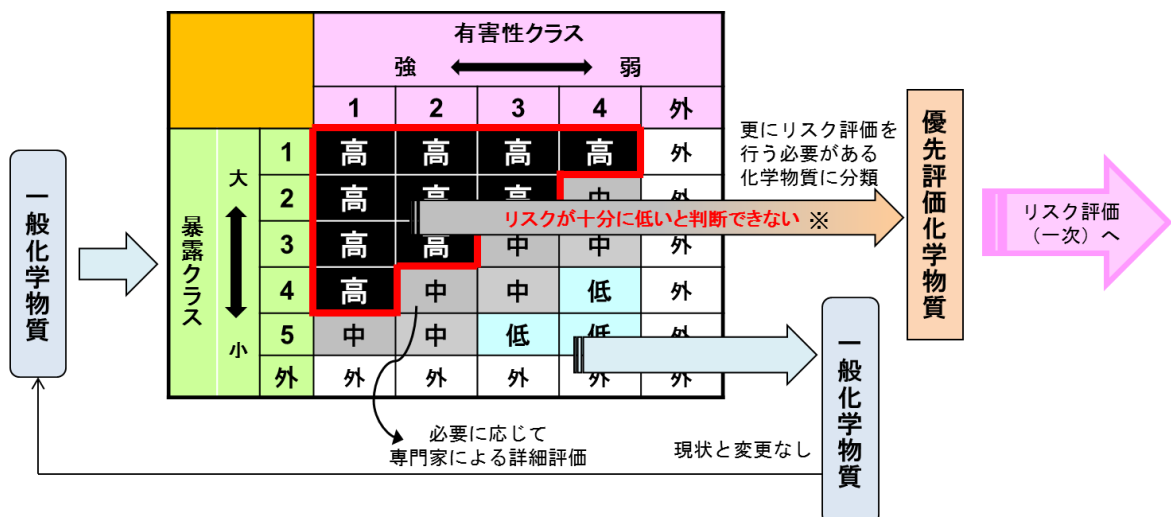 一般化学物質
有害性クラス
強 弱
1 2 3 4 外
暴露クラス
大
小
1 高 高 高 高 外
2 高 高 高 中 外
リスクが十分に低いと判断できない ※
3 高 高 中 中 外
4 高 中 中 低 外
5 中 中 低 低 外
外 外 外 外 外 外
更にリスク評価を
行う必要がある
化学物質に分類
優先評価化学物質
リスク評価
（一次）へ
一般化学物質
必要に応じて
専門家による詳細評価
現状と変更なし